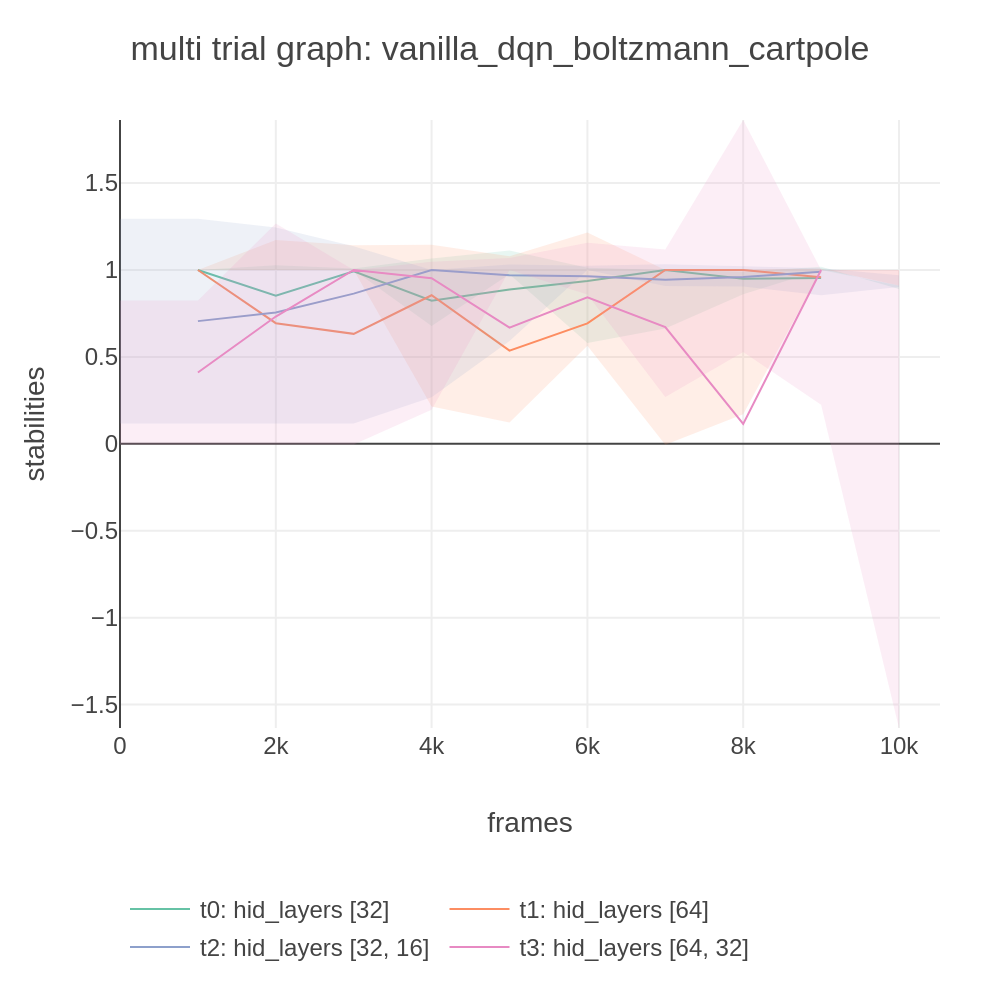 multi trial graph: vanilla_dqn_boltzmann_cartpole
stabilities
1.5
1
0.5
0
−0.5
−1
−1.5
0 2k 4k 6k 8k 10k
frames
t0: hid_layers [32] t1: hid_layers [64]
t2: hid_layers [32, 16] t3: hid_layers [64, 32]